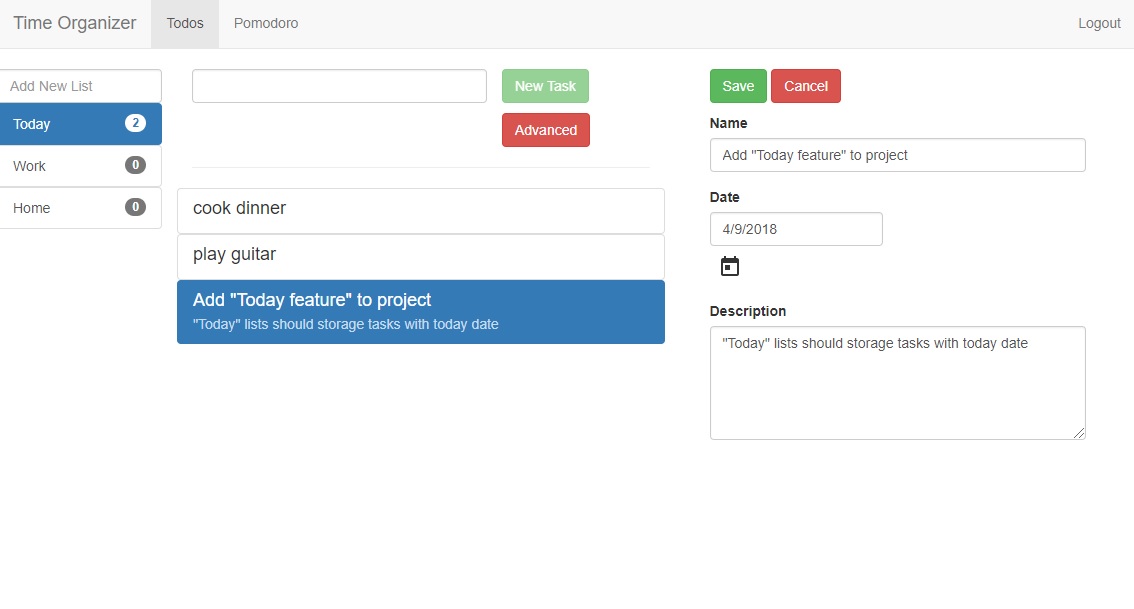 Time Organizer Todos Pomodoro Logout
Add New List
Today 2
Work 0
Home 0
New Task
Advanced
cook dinner
play guitar
Add "Today feature" to project
"Today" lists should storage tasks with today date
Save Cancel
Name
Add "Today feature" to project
Date
4/9/2018
Description
"Today" lists should storage tasks with today date